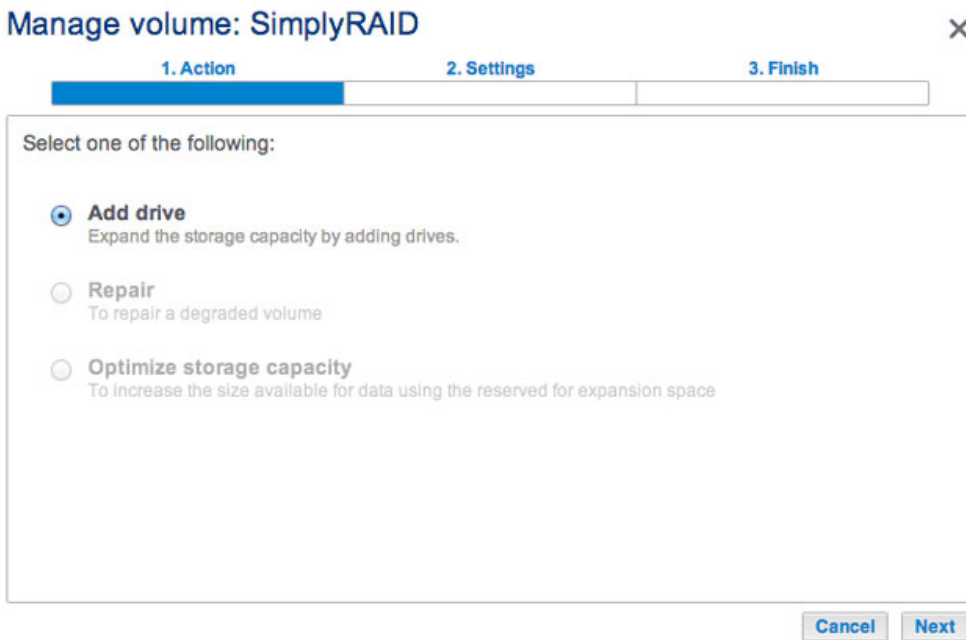 Manage volume: SimplyRAID
1. Action
2. Settings
3. Finish
Select one of the following:
Add drive
Expand the storage capacity by adding drives.
Repair
To repair a degraded volume
Optimize storage capacity
To increase the size available for data using the reserved for expansion space
Cancel
Next